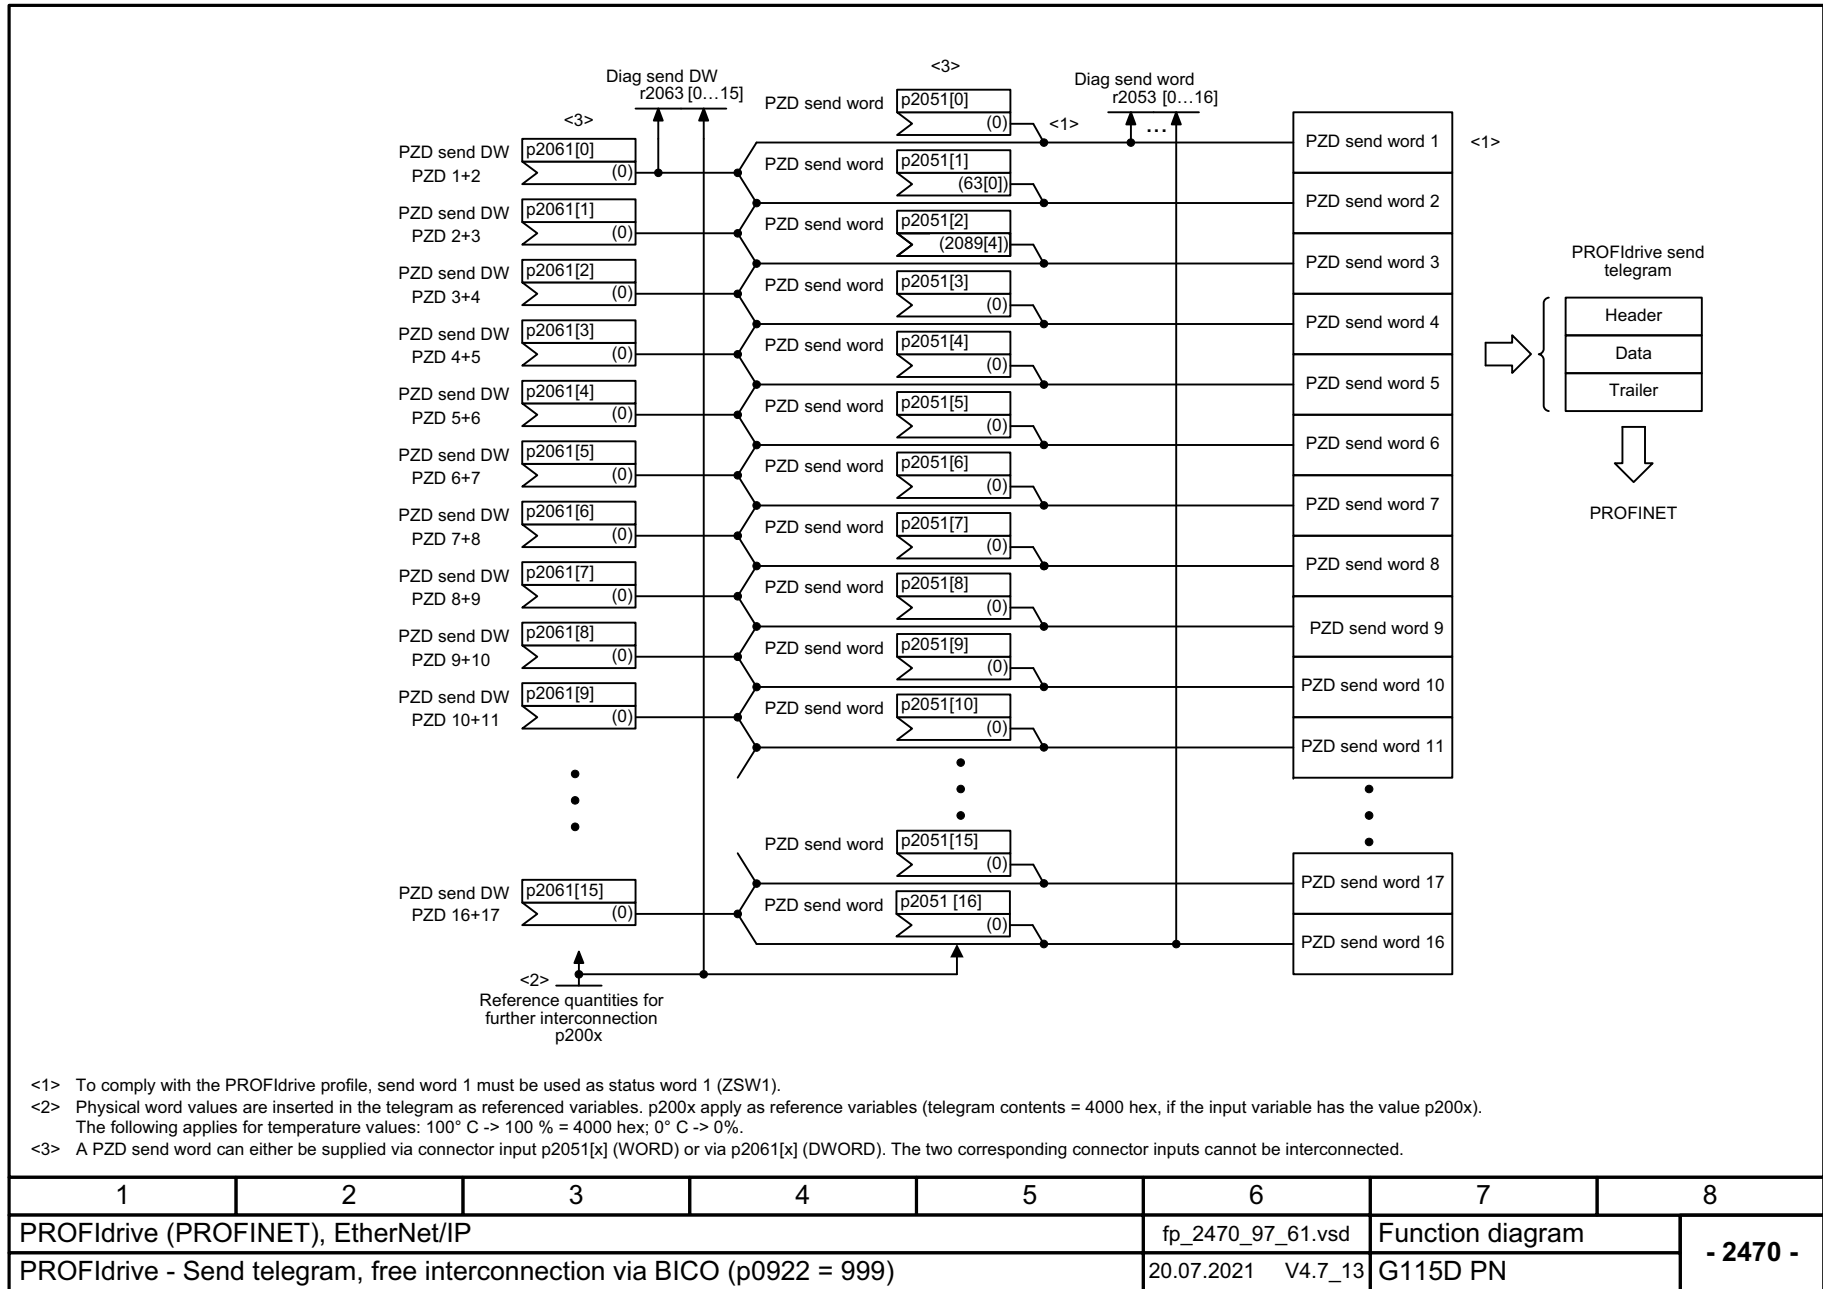 <3>
Diag send DW
r2063 [0...15]
<3>
Diag send word
r2053 [0...16]
<1>
...
PZD send DW
PZD 1+2
p2061[0]
(0)
PZD send DW
PZD 2+3
p2061[1]
(0)
PZD send DW
PZD 3+4
p2061[2]
(0)
PZD send DW
PZD 4+5
p2061[3]
(0)
PZD send DW
PZD 5+6
p2061[4]
(0)
PZD send DW
PZD 6+7
p2061[5]
(0)
PZD send DW
PZD 7+8
p2061[6]
(0)
PZD send DW
PZD 8+9
p2061[7]
(0)
PZD send DW
PZD 9+10
p2061[8]
(0)
PZD send DW
PZD 10+11
p2061[9]
(0)
PZD send DW
PZD 16+17
p2061[15]
(0)
<2>
Reference quantities for
further interconnection
p200x
PZD send word
p2051[0]
(0)
PZD send word
p2051[1]
(63[0])
PZD send word
p2051[2]
(2089[4])
PZD send word
p2051[3]
(0)
PZD send word
p2051[4]
(0)
PZD send word
p2051[5]
(0)
PZD send word
p2051[6]
(0)
PZD send word
p2051[7]
(0)
PZD send word
p2051[8]
(0)
PZD send word
p2051[9]
(0)
PZD send word
p2051[10]
(0)
PZD send word
p2051[15]
(0)
PZD send word
p2051 [16]
(0)
PZD send word 1
<1>
PZD send word 2
PZD send word 3
PZD send word 4
PZD send word 5
PZD send word 6
PZD send word 7
PZD send word 8
PZD send word 9
PZD send word 10
PZD send word 11
PZD send word 17
PZD send word 16
PROFIdrive send
telegram
Header
Data
Trailer
PROFINET
<1> To comply with the PROFIdrive profile, send word 1 must be used as status word 1 (ZSW1).
<2> Physical word values are inserted in the telegram as referenced variables. p200x apply as reference variables (telegram contents = 4000 hex, if the input variable has the value p200x).
The following applies for temperature values: 100° C -> 100 % = 4000 hex; 0° C -> 0%.
<3> A PZD send word can either be supplied via connector input p2051[x] (WORD) or via p2061[x] (DWORD). The two corresponding connector inputs cannot be interconnected.
1 2 3 4 5 6 7 8
PROFIdrive (PROFINET), EtherNet/IP
fp_2470_97_61.vsd
Function diagram
- 2470 -
PROFIdrive - Send telegram, free interconnection via BICO (p0922 = 999)
20.07.2021 V4.7_13
G115D PN